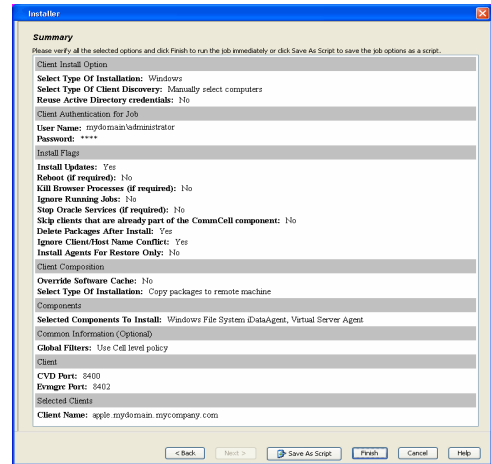 Installer
Summary
Please verify all the selected options and click Finish to run the job immediately or click Save As Script to save the job options as a script.
Client Install Option
Select Type Of Installation: Windows
Select Type Of Client Discovery: Manually select computers
Reuse Active Directory credentials: No
Client Authentication for Job
User Name: mydomain\administrator
Password: ****
Install Flags
Install Updates: Yes
Reboot (if required): No
Kill Browser Processes (if required): No
Ignore Running Jobs: No
Stop Oracle Services (if required): No
Skip clients that are already part of the CommCell component: No
Delete Packages After Install: Yes
Ignore Client/Host Name Conflict: Yes
Install Agents For Restore Only: No
Client Composition
Override Software Cache: No
Select Type Of Installation: Copy packages to remote machine
Components
Selected Components To Install: Windows File System iDataAgent, Virtual Server Agent
Common Information (Optional)
Global Filters: Use Cell level policy
Client
CVD Port: 8400
Evmgrc Port: 8402
Selected Clients
Client Name: apple.mydomain.mycompany.com
< Back Next > Save As Script Finish Cancel Help